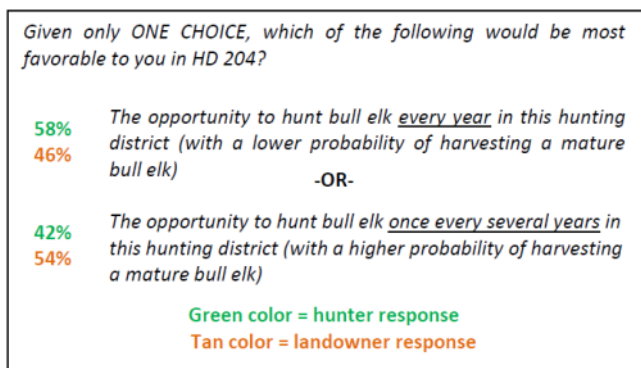 Given only ONE CHOICE, which of the following would be most
favorable to you in HD 204?
58%
46%
The opportunity to hunt bull elk every year in this hunting
district (with a lower probability of harvesting a mature
bull elk)
-OR-
42%
54%
The opportunity to hunt bull elk once every several years in
this hunting district (with a higher probability of harvesting
a mature bull elk)
Green color = hunter response
Tan color = landowner response